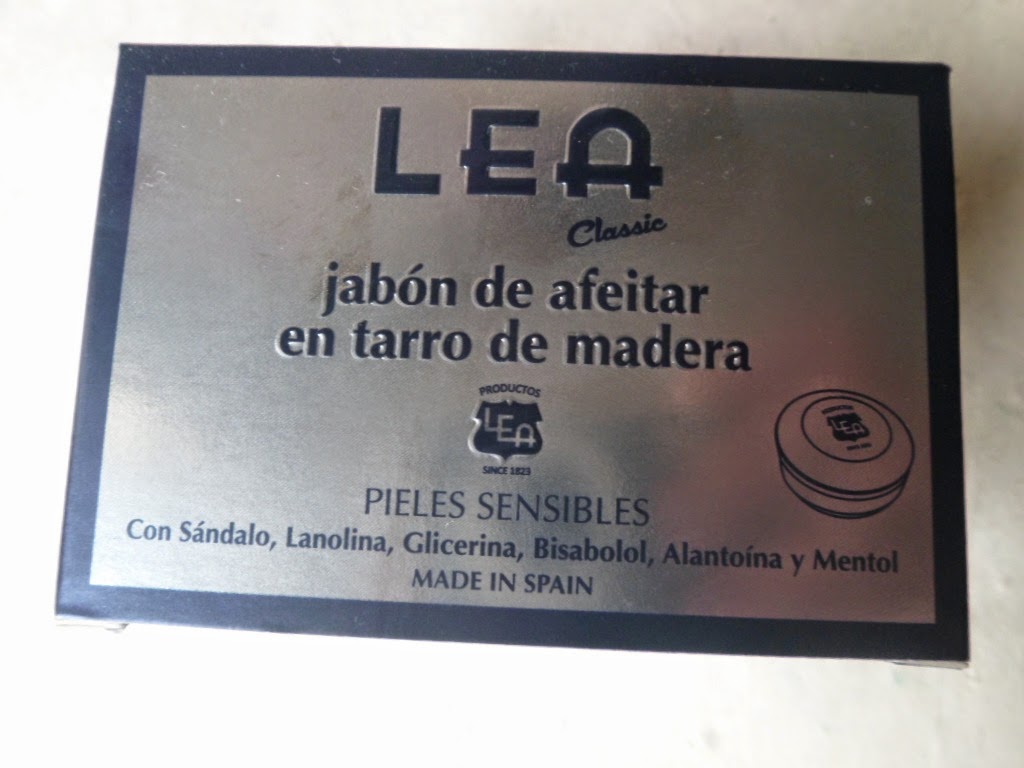 LEA
Classic
jabón de afeitar
en tarro de madera
PRODUCTOS
LEA
SINCE 1823
LEA
PIELES SENSIBLES
Con Sándalo, Lanolina, Glicerina, Bisabolol, Alantoína y Mentol
MADE IN SPAIN